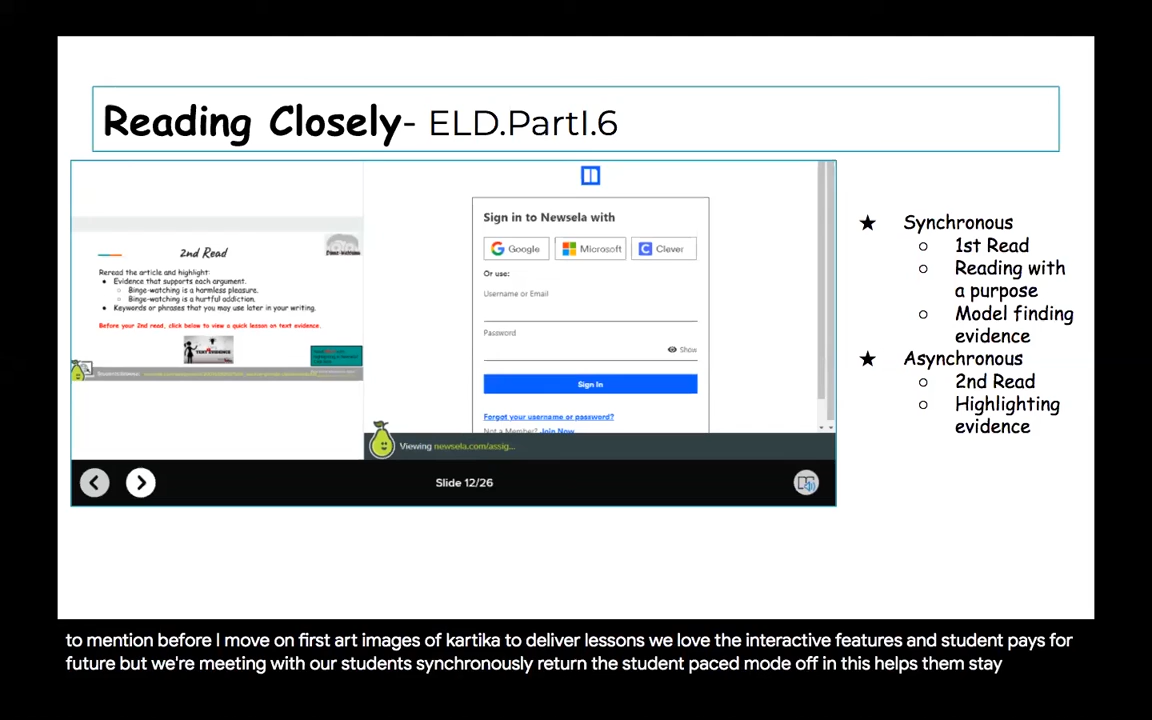 Reading Closely- ELD.PartI.6
2nd Read
Reread the article and highlight:
• Evidence that supports each argument.
○ Binge-watching is a harmless pleasure.
○ Binge-watching is a hurtful addiction.
• Keywords or phrases that you may use later in your writing.
Before your 2nd read, click below to view a quick lesson on text evidence.
TEXT EVIDENCE
Sign in to Newsela with
Google
Microsoft
Clever
Or use:
Username or Email
Password
Show
Sign In
Forgot your username or password?
Not a Member? Join Now
Viewing newsela.com/assig...
Slide 12/26
★ Synchronous
○ 1st Read
○ Reading with
a purpose
○ Model finding
evidence
★ Asynchronous
○ 2nd Read
○ Highlighting
evidence
to mention before I move on first art images of kartika to deliver lessons we love the interactive features and student pays for
future but we're meeting with our students synchronously return the student paced mode off in this helps them stay